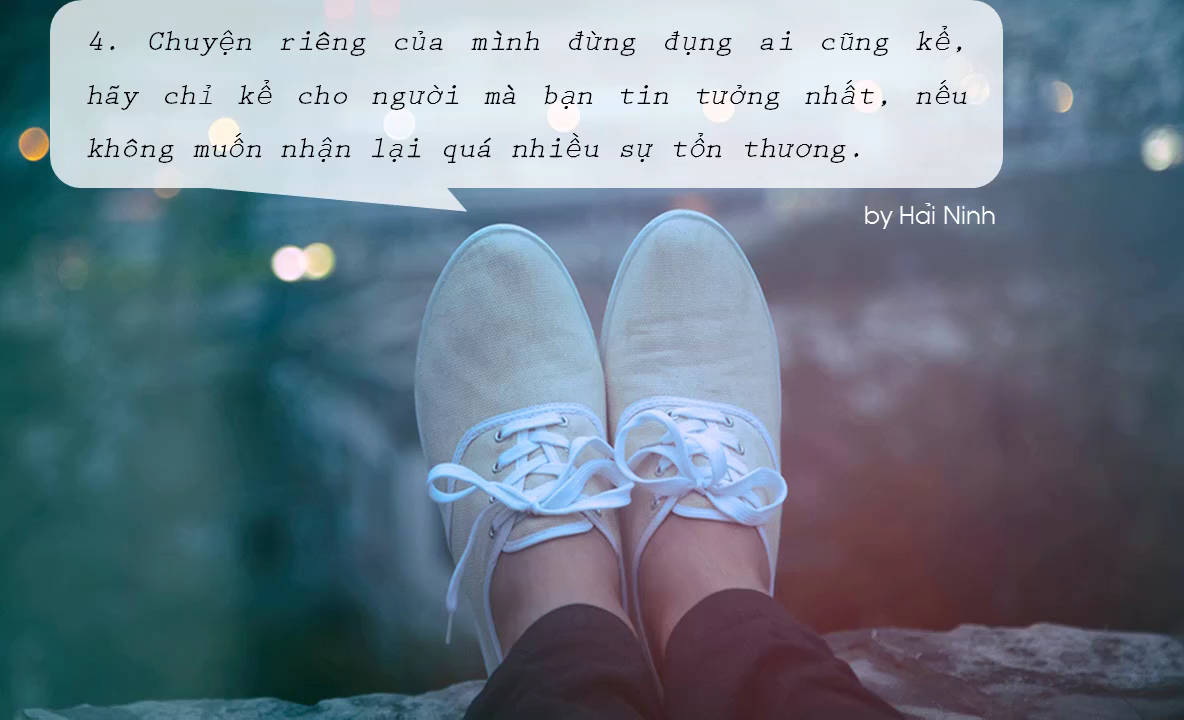 4. Chuyện riêng của mình đừng đụng ai cũng kể,
hãy chỉ kể cho người mà bạn tin tưởng nhất, nếu
không muốn nhận lại quá nhiều sự tổn thương.
by Hải Ninh